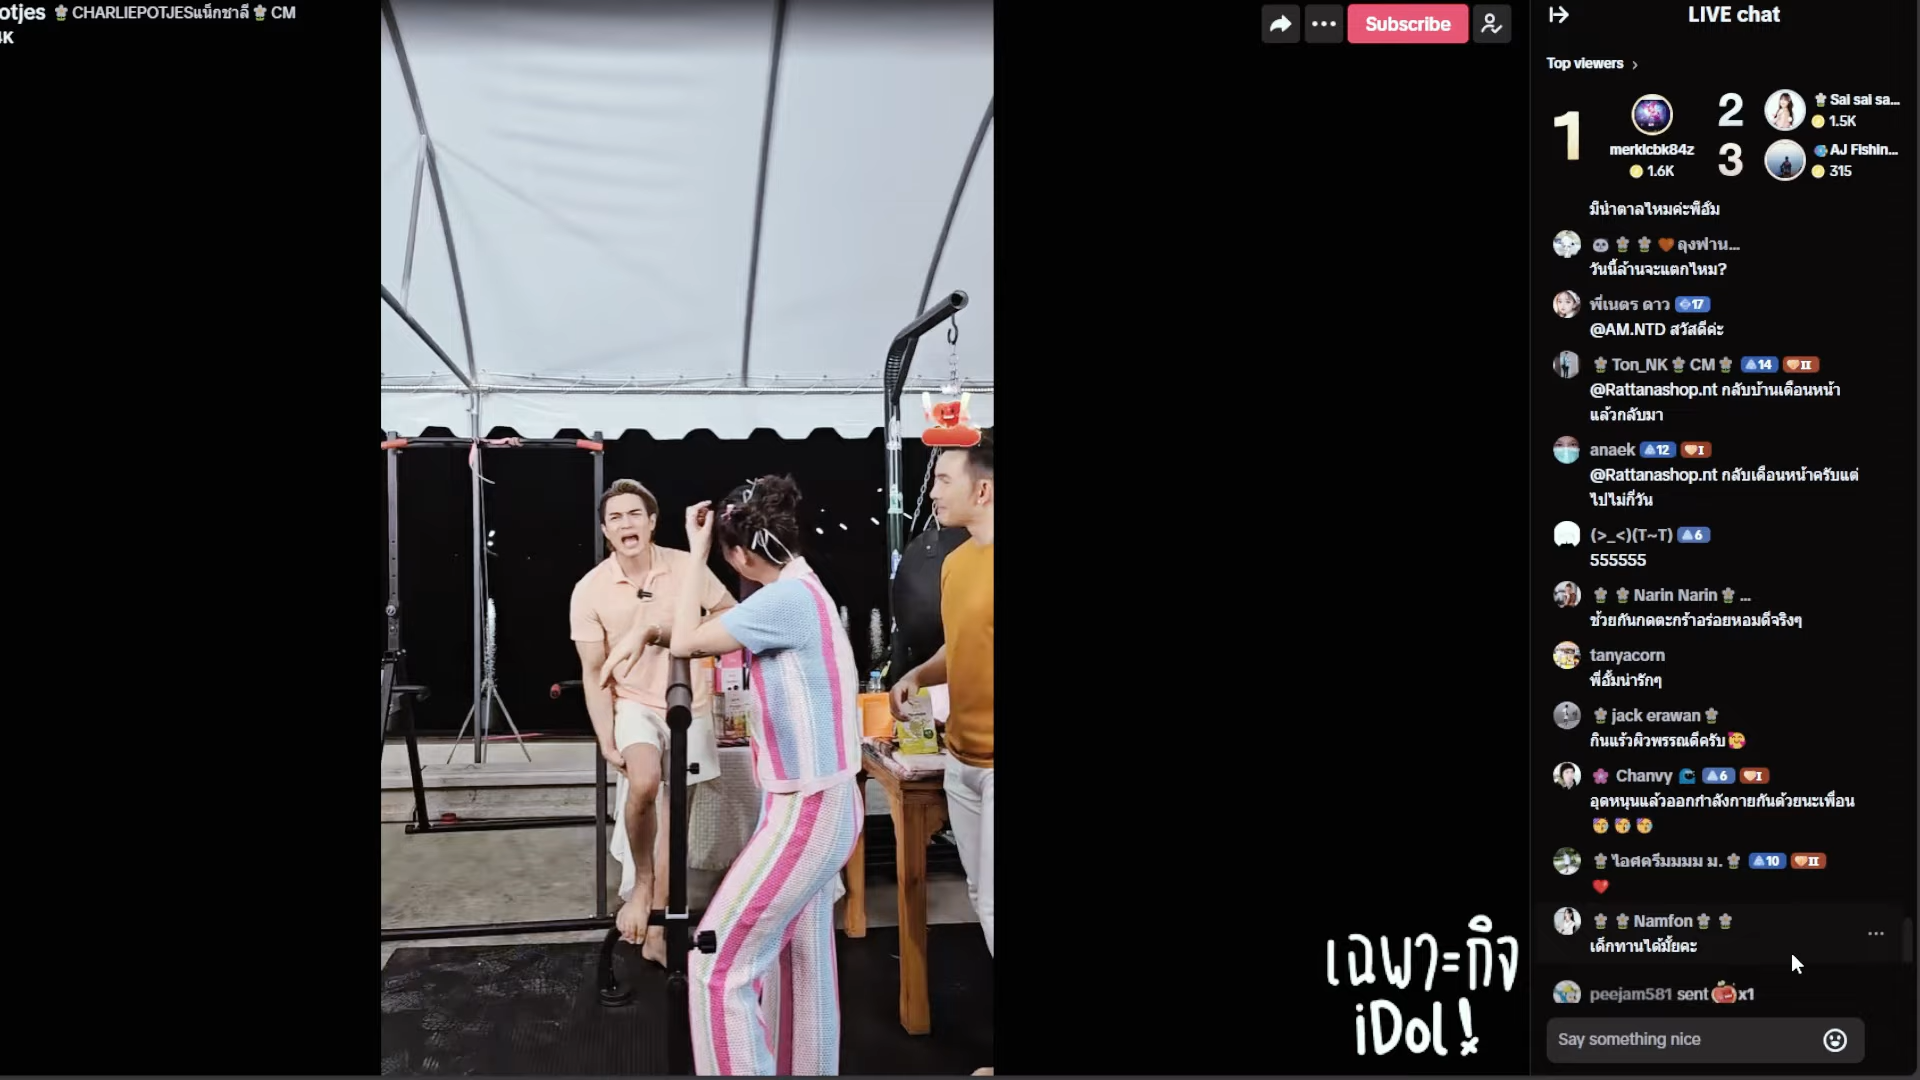 otjes CHARLIEPOTJESแน็กชาลี CM
Subscribe
LIVE chat
Top viewers
1
merklcbk84z
1.6K
2
Sai sai sa...
1.5K
3
AJ Fishin...
315
มีน้ำตาลไหมค่ะพี่อั้ม
ลุงฟาน...
วันนี้ล้านจะแตกไหม?
พี่เนตร ดาว 17
@AM.NTD สวัสดีค่ะ
Ton_NK CM 14 II
@Rattanashop.nt กลับบ้านเดือนหน้า
แล้วกลับมา
anaek 12 I
@Rattanashop.nt กลับเดือนหน้าครับแต่
ไปไม่กี่วัน
(>_<)(T~T) 6
555555
Narin Narin ...
ช้วยกันกดตะกร้าอร่อยหอมดีจริงๆ
tanyacorn
พี่อั้มน่ารักๆ
jack erawan
กินแร้วผิวพรรณดีครับ🥰
Chanvy 6 I
อุดหนุนแล้วออกกำลังกายกันด้วยนะเพื่อน
🥳🥳🥳
ไอศครีมมมม ม. 10 II
❤️
Namfon
เด็กทานได้มั้ยคะ
peejam581 sent x1
Say something nice
เฉพาะกิจ
iDol!